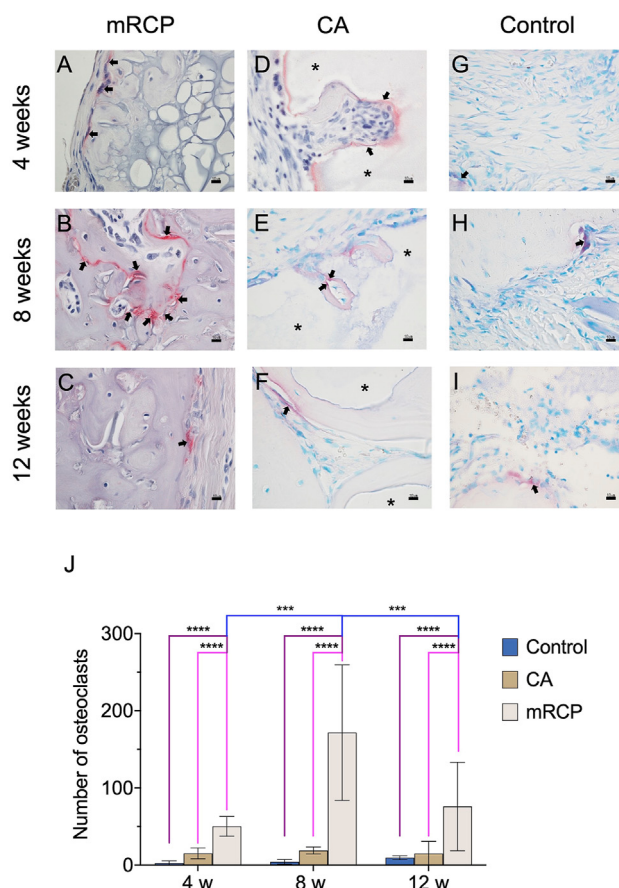 mRCP CA Control
4 weeks
A D G
* *
8 weeks
B E H
* *
12 weeks
C F I
* *
J
*** ***
**** **** ****
**** **** ****
Number of osteoclasts
300
200
100
0
4 w 8 w 12 w
Control
CA
mRCP